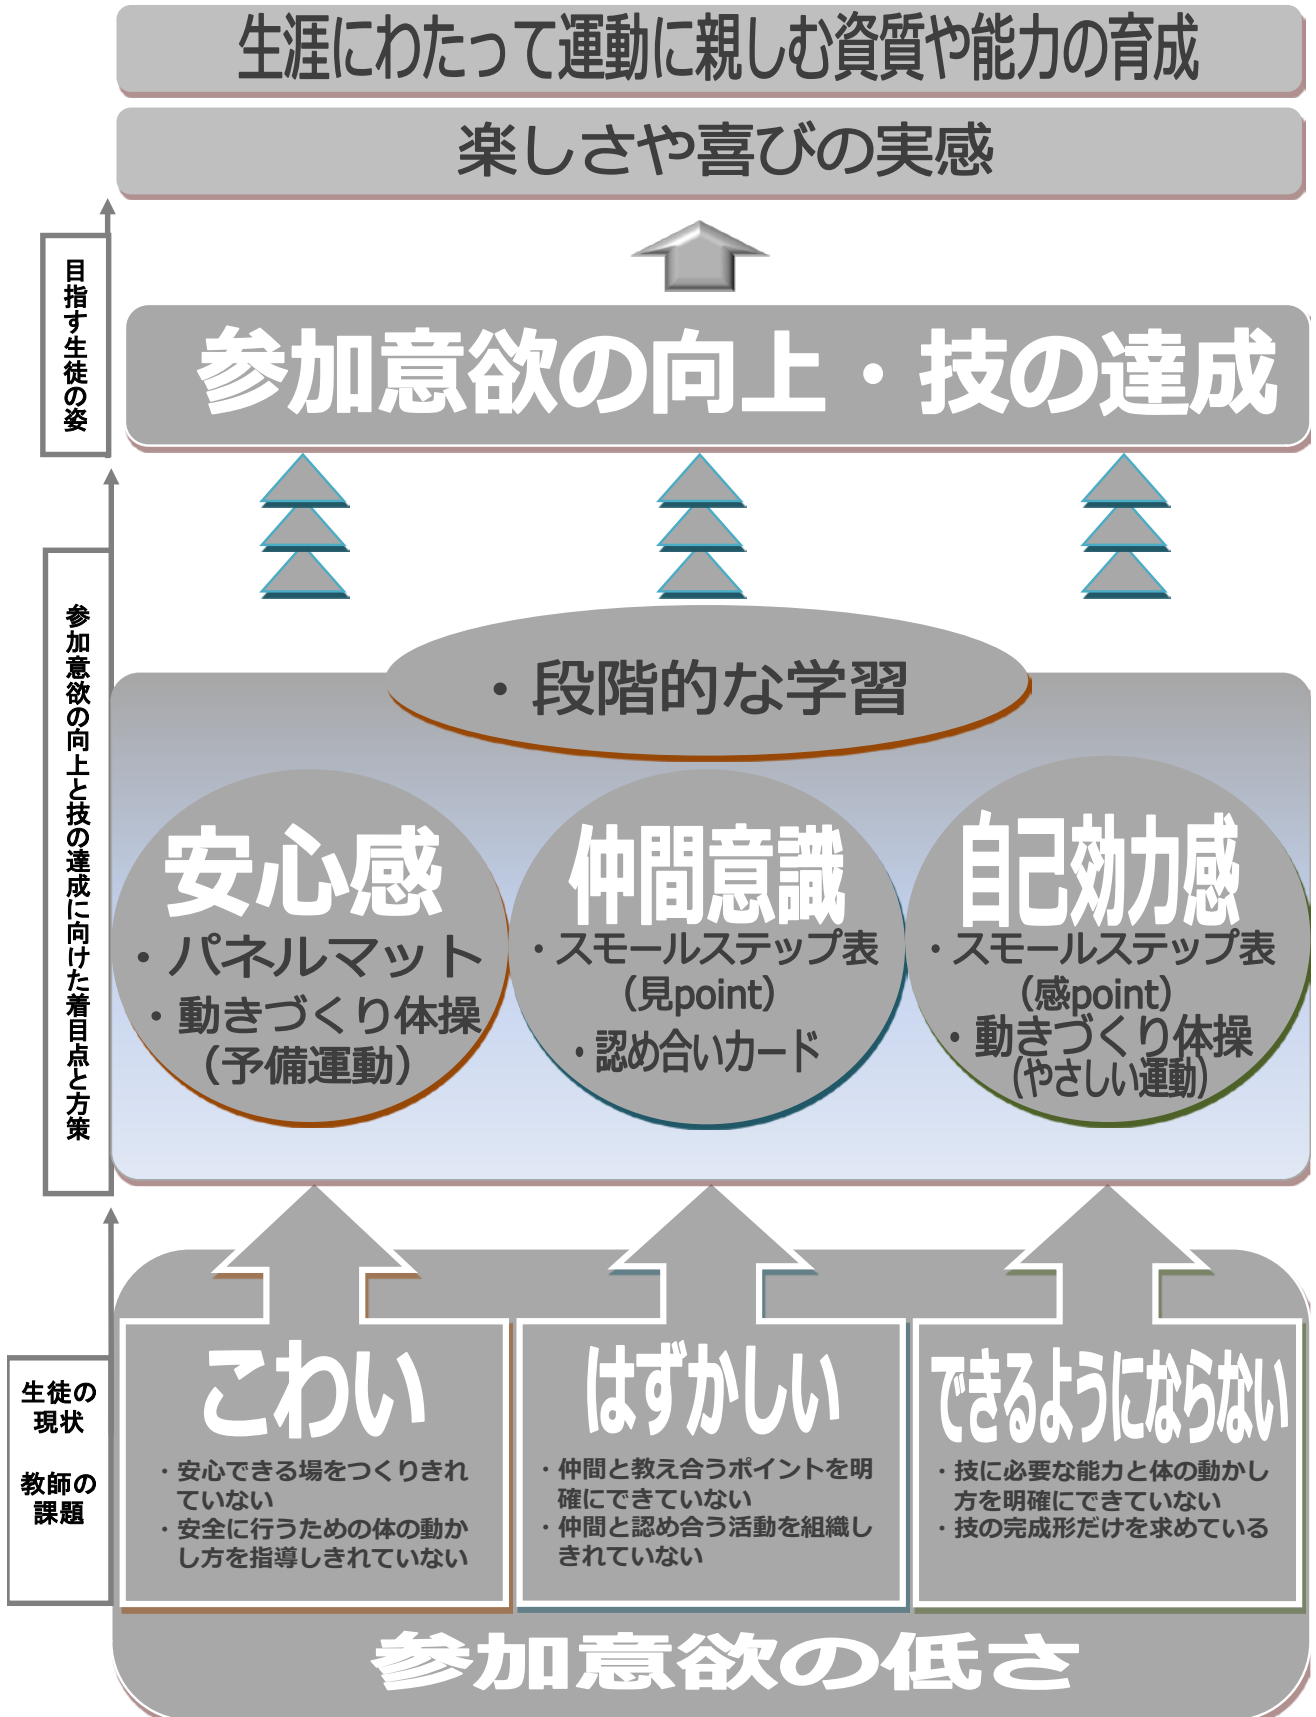 生涯にわたって運動に親しむ資質や能力の育成
楽しさや喜びの実感
目指す生徒の姿
参加意欲の向上・技の達成
参加意欲の向上と技の達成に向けた着目点と方策
・段階的な学習
安心感
・パネルマット
・動きづくり体操
（予備運動）
仲間意識
・スモールステップ表
（見point）
・認め合いカード
自己効力感
・スモールステップ表
（感point）
・動きづくり体操
（やさしい運動）
生徒の
現状
教師の
課題
こわい
・安心できる場をつくりきれ
ていない
・安全に行うための体の動か
し方を指導しきれていない
はずかしい
・仲間と教え合うポイントを明
確にできていない
・仲間と認め合う活動を組織し
きれていない
できるようにならない
・技に必要な能力と体の動かし
方を明確にできていない
・技の完成形だけを求めている
参加意欲の低さ